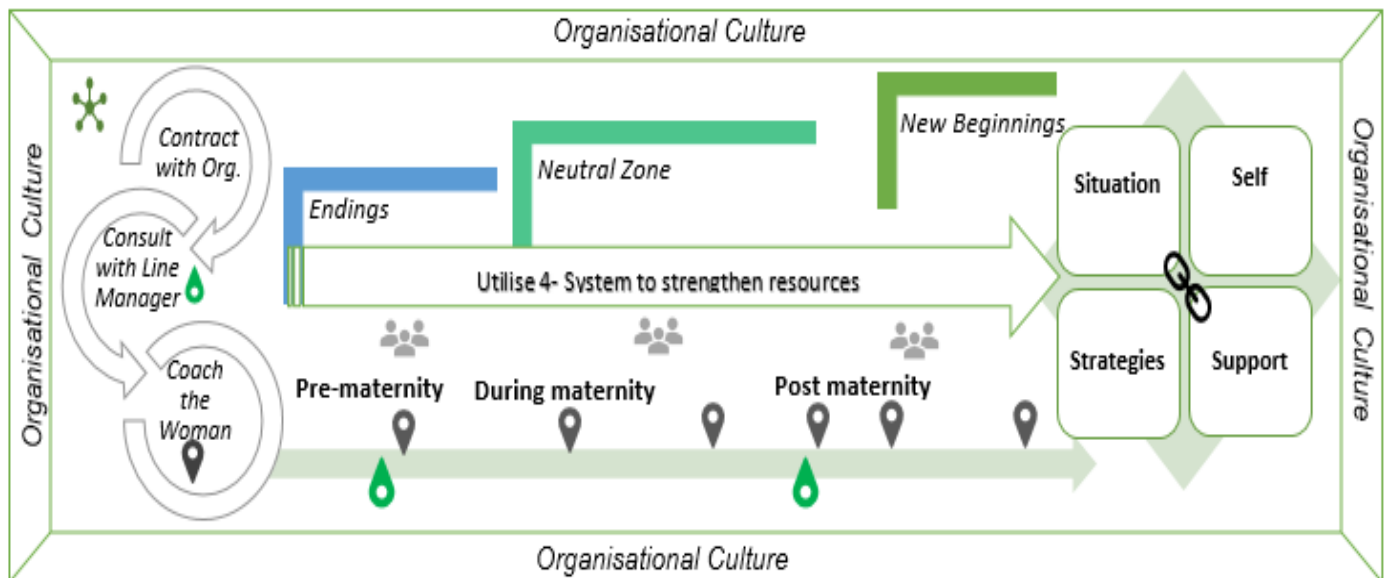 Organisational Culture
Organisational Culture
Contract
with Org.
Consult
with Line
Manager
Coach
the
Woman
Endings
Neutral Zone
New Beginnings
Utilise 4- System to strengthen resources
Pre-maternity
During maternity
Post maternity
Situation
Self
Strategies
Support
Organisational Culture
Organisational Culture